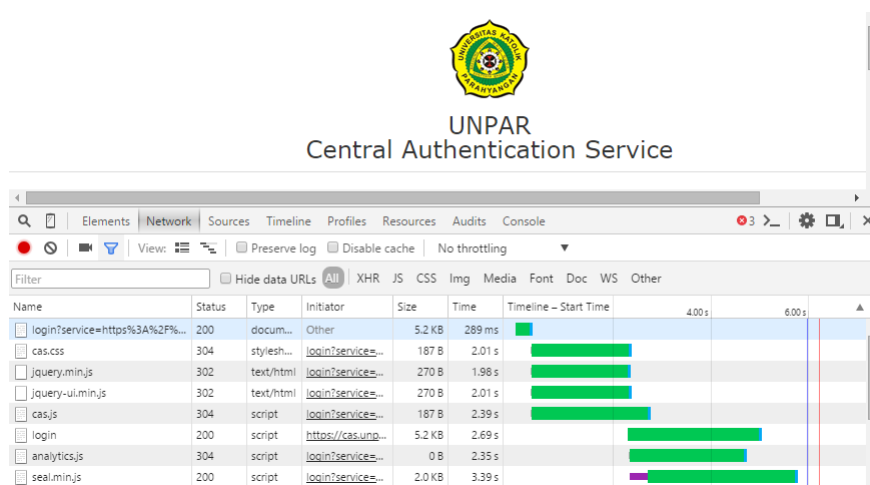 UNIVERSITAS KATOLIK PARAHYANGAN
UNPAR
Central Authentication Service
Elements Network Sources Timeline Profiles Resources Audits Console 3
View: Preserve log Disable cache No throttling
Filter Hide data URLs All XHR JS CSS Img Media Font Doc WS Other
Name Status Type Initiator Size Time Timeline – Start Time 4.00 s 6.00 s
login?service=https%3A%2F%... 200 docum... Other 5.2 KB 289 ms
cas.css 304 stylesh... login?service=... 187 B 2.01 s
jquery.min.js 302 text/html login?service=... 270 B 1.98 s
jquery-ui.min.js 302 text/html login?service=... 270 B 2.01 s
cas.js 304 script login?service=... 187 B 2.39 s
login 200 script https://cas.unp... 5.2 KB 2.69 s
analytics.js 304 script login?service=... 0 B 2.35 s
seal.min.js 200 script login?service=... 2.0 KB 3.39 s